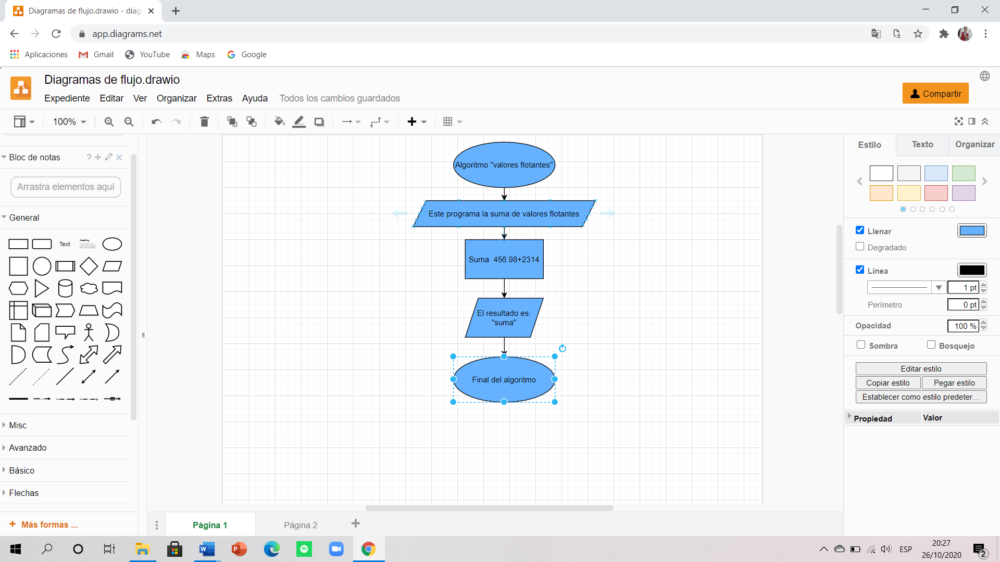 Diagramas de flujo.drawio - diag
app.diagrams.net
Aplicaciones
Gmail
YouTube
Maps
Google
Diagramas de flujo.drawio
Expediente
Editar
Ver
Organizar
Extras
Ayuda
Todos los cambios guardados
Compartir
100%
Bloc de notas
?
Arrastra elementos aquí
General
Text
Heading
Misc
Avanzado
Básico
Flechas
+ Más formas ...
Algoritmo "valores flotantes"
Este programa la suma de valores flotantes
Suma 456.98+2314
El resultado es:
"suma"
Final del algoritmo
Página 1
Página 2
Estilo
Texto
Organizar
Llenar
Degradado
Línea
1 pt
Perímetro
0 pt
Opacidad
100 %
Sombra
Bosquejo
Editar estilo
Copiar estilo
Pegar estilo
Establecer como estilo predeter...
Propiedad
Valor
ESP
20:27
26/10/2020
2